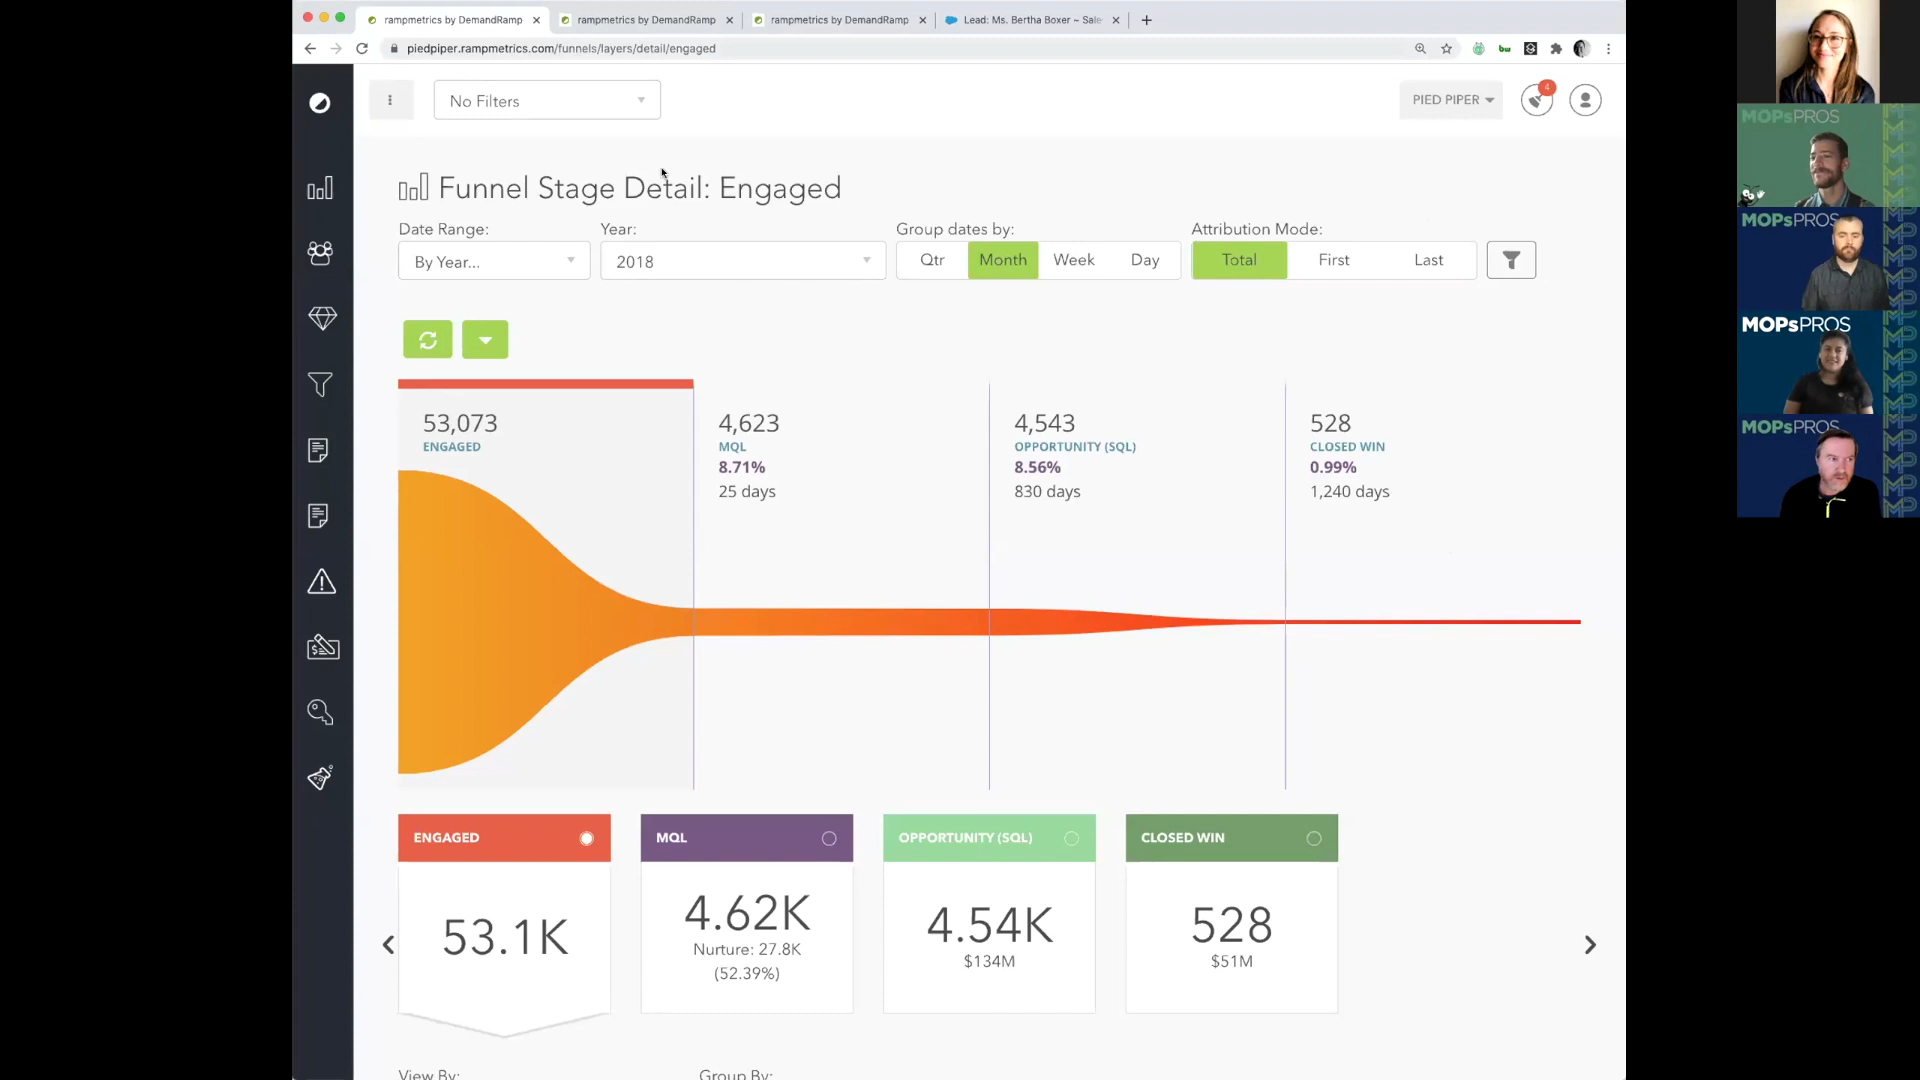 rampmetrics by DemandRamp
rampmetrics by DemandRamp
rampmetrics by DemandRamp
Lead: Ms. Bertha Boxer ~ Sale
piedpiper.rampmetrics.com/funnels/layers/detail/engaged
No Filters
PIED PIPER
4
Funnel Stage Detail: Engaged
Date Range:
Year:
Group dates by:
Attribution Mode:
By Year...
2018
Qtr
Month
Week
Day
Total
First
Last
53,073
ENGAGED
4,623
MQL
8.71%
25 days
4,543
OPPORTUNITY (SQL)
8.56%
830 days
528
CLOSED WIN
0.99%
1,240 days
ENGAGED
53.1K
MQL
4.62K
Nurture: 27.8K
(52.39%)
OPPORTUNITY (SQL)
4.54K
$134M
CLOSED WIN
528
$51M
View By:
Group By:
MOPsPROS
MOPsPROS
MOPsPROS
MOPsPROS